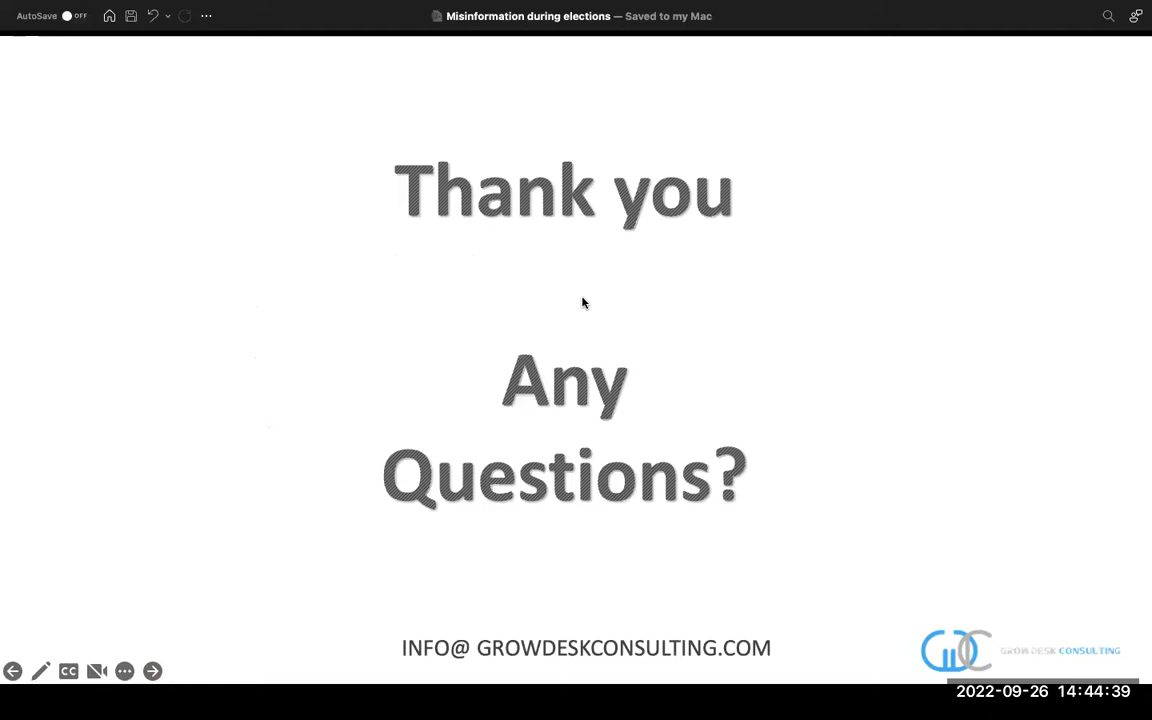 AutoSave OFF
Misinformation during elections — Saved to my Mac
Thank you
Any
Questions?
INFO@ GROWDESKCONSULTING.COM
GROW DESK CONSULTING
CC
2022-09-26 14:44:39